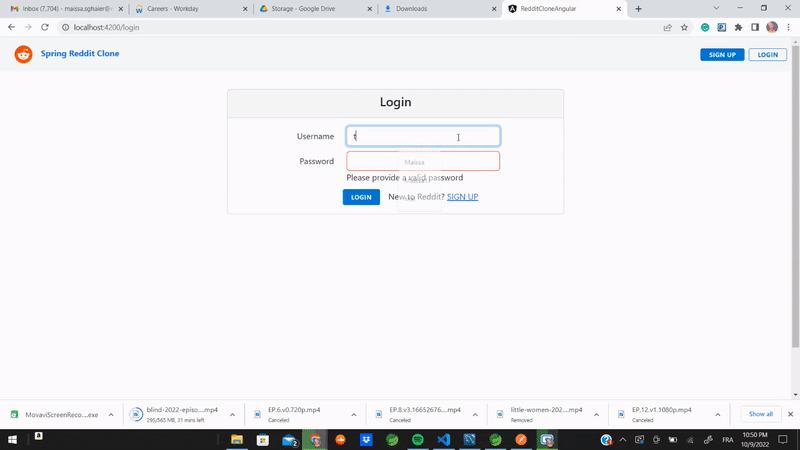 Inbox (7,704) - maissa.sghaier@
Careers - Workday
Storage - Google Drive
Downloads
RedditCloneAngular
localhost:4200/login
Spring Reddit Clone
SIGN UP
LOGIN
Login
Username
t
Password
Maissa
Please provide a valid password
LOGIN
New to Reddit? SIGN UP
MovaviScreenReco....exe
blind-2022-episo....mp4
295/565 MB, 31 mins left
EP.6.v0.720p.mp4
Canceled
EP.8.v3.16652676....mp4
Canceled
little-women-202....mp4
Removed
EP.12.v1.1080p.mp4
Canceled
Show all
FRA
10:50 PM
10/9/2022